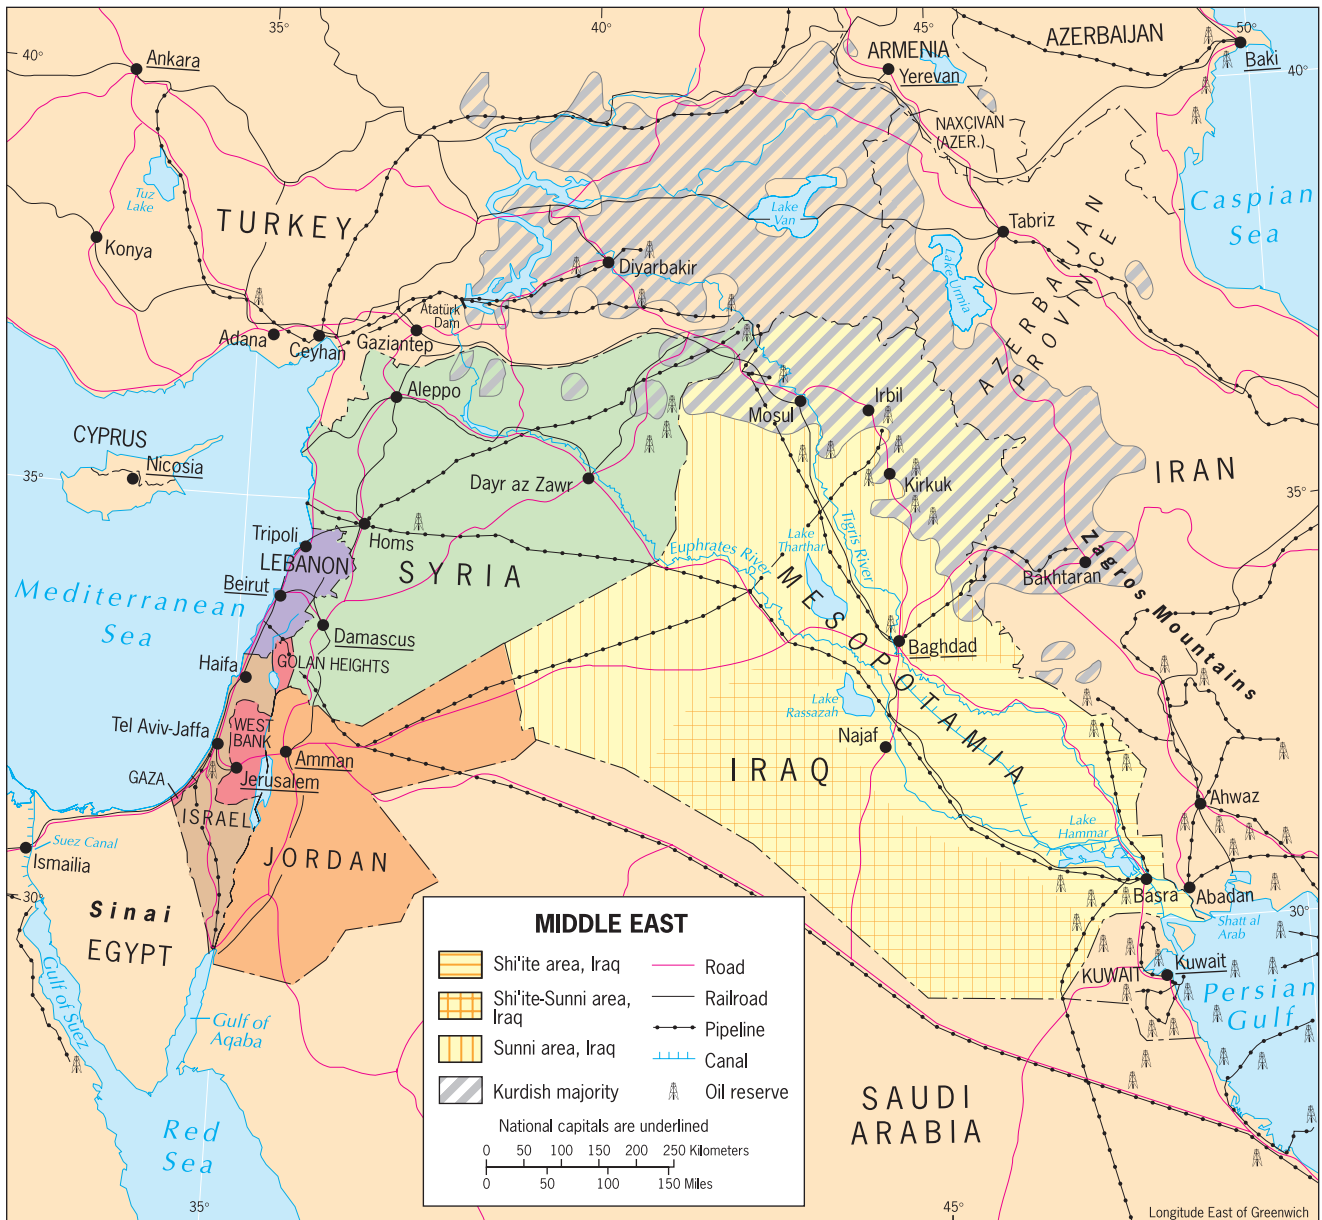 35°
40°
45°
50°
40°
Ankara
ARMENIA
Yerevan
AZERBAIJAN
Baki
40°
NAXÇIVAN
(AZER.)
Tuz
Lake
TURKEY
Konya
Lake
Van
Tabriz
Caspian
Sea
Diyarbakir
Lake Urmia
AZERBAIJAN
PROVINCE
Atatürk
Dam
Adana
Ceyhan
Gaziantep
Aleppo
Mosul
Irbil
CYPRUS
Nicosia
35°
Dayr az Zawr
Kirkuk
IRAN
35°
Tripoli
Homs
LEBANON
SYRIA
Euphrates River
Lake
Tharthar
Tigris River
Zagros Mountains
Bakhtaran
Beirut
Mediterranean
Sea
Damascus
MESOPOTAMIA
Baghdad
Haifa
GOLAN HEIGHTS
Lake
Rassazah
Tel Aviv-Jaffa
WEST
BANK
Amman
Najaf
IRAQ
GAZA
Jerusalem
ISRAEL
Ahwaz
Suez Canal
Ismailia
JORDAN
Lake
Hammar
30°
Basra
Abadan
30°
Sinai
EGYPT
Shatt al
Arab
Gulf of Suez
KUWAIT
Kuwait
Persian
Gulf
Gulf of
Aqaba
Red
Sea
SAUDI
ARABIA
MIDDLE EAST
Shi'ite area, Iraq
Shi'ite-Sunni area,
Iraq
Sunni area, Iraq
Kurdish majority
Road
Railroad
Pipeline
Canal
Oil reserve
National capitals are underlined
0 50 100 150 200 250 Kilometers
0 50 100 150 Miles
35°
45°
Longitude East of Greenwich